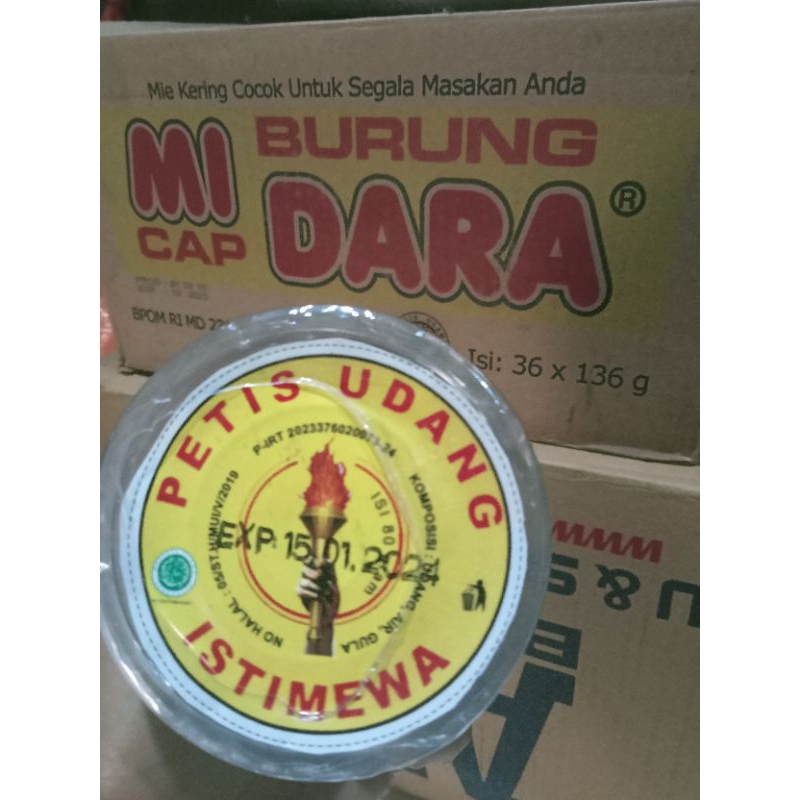 Mie Kering Cocok Untuk Segala Masakan Anda
MI
CAP
BURUNG
DARA®
BPOM RI MD
Isi: 36 x 136 g
PETIS UDANG
P-IRT
KOMPOSISI : UDANG, AIR, GULA
ISI 80
EXP. 15.01.
NO HALAL :
ISTIMEWA